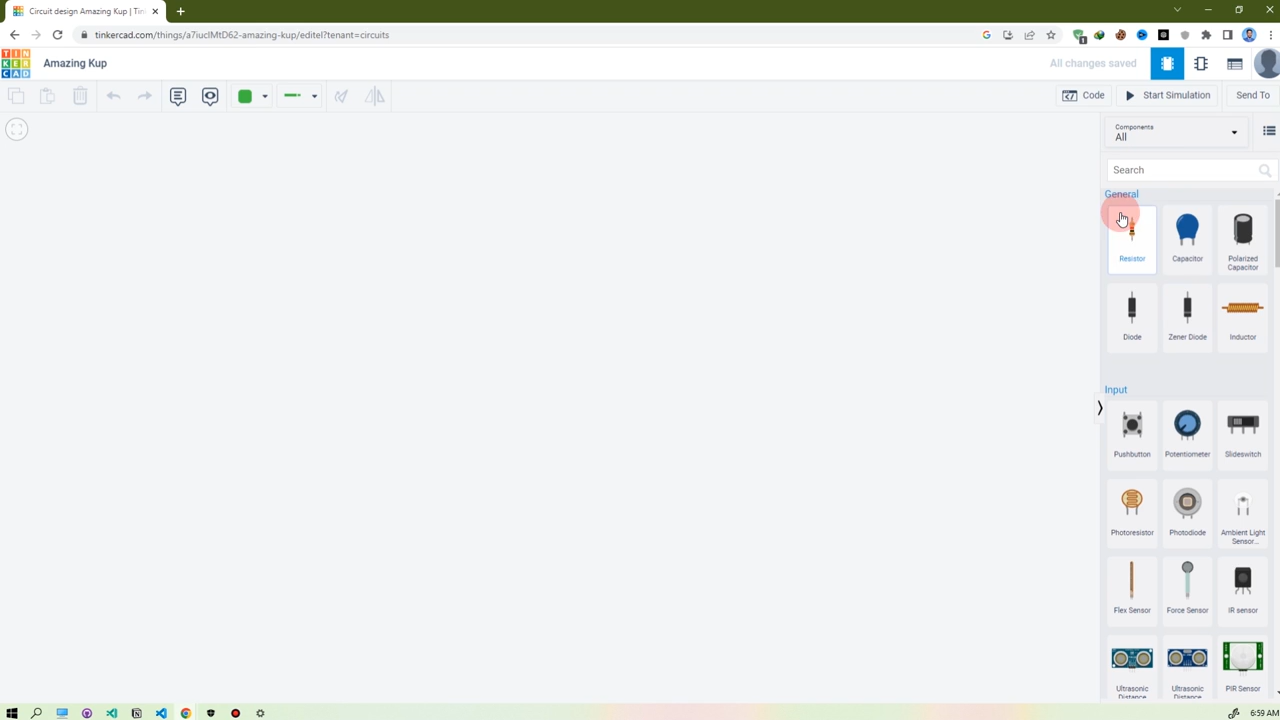 Circuit design Amazing Kup | Tin
tinkercad.com/things/a7iucIMtD62-amazing-kup/editel?tenant=circuits
1
TIN
KER
CAD
Amazing Kup
All changes saved
Code
Start Simulation
Send To
Components
All
Search
General
Resistor
Capacitor
Polarized
Capacitor
Diode
Zener Diode
Inductor
Input
Pushbutton
Potentiometer
Slideswitch
Photoresistor
Photodiode
Ambient Light
Sensor...
Flex Sensor
Force Sensor
IR sensor
Ultrasonic
Distance
Ultrasonic
Distance
PIR Sensor
6:59 AM